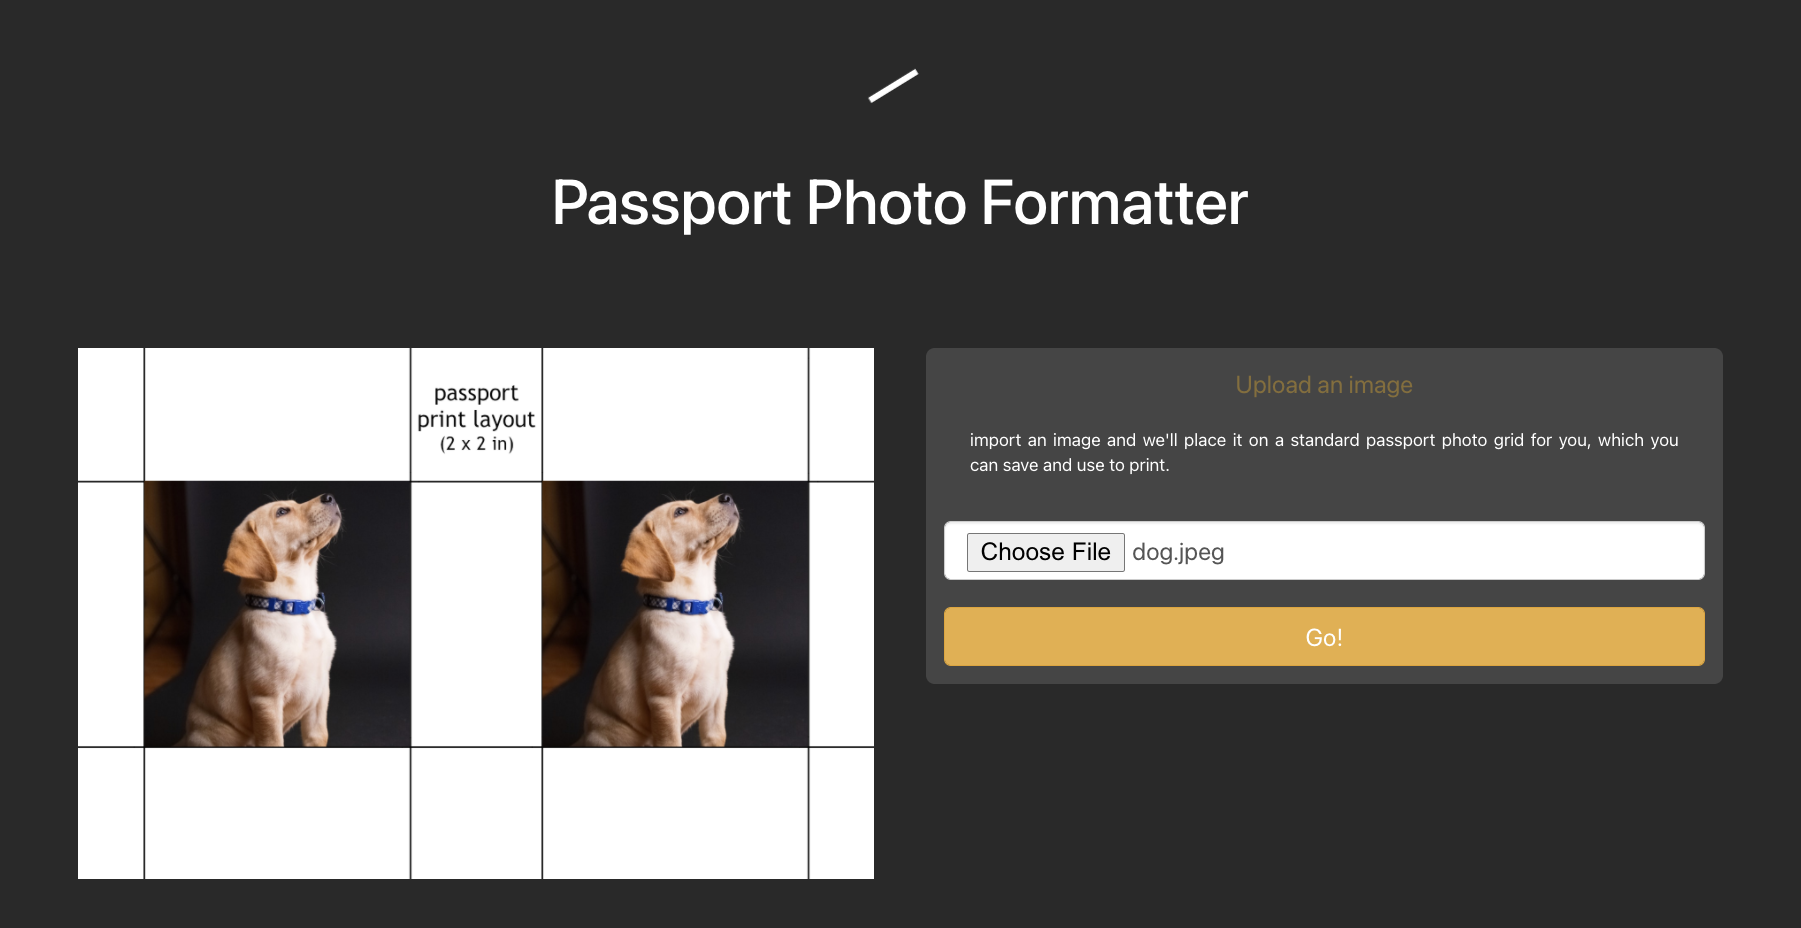 Passport Photo Formatter
passport
print layout
(2 x 2 in)
Upload an image
import an image and we'll place it on a standard passport photo grid for you, which you
can save and use to print.
Choose File dog.jpeg
Go!